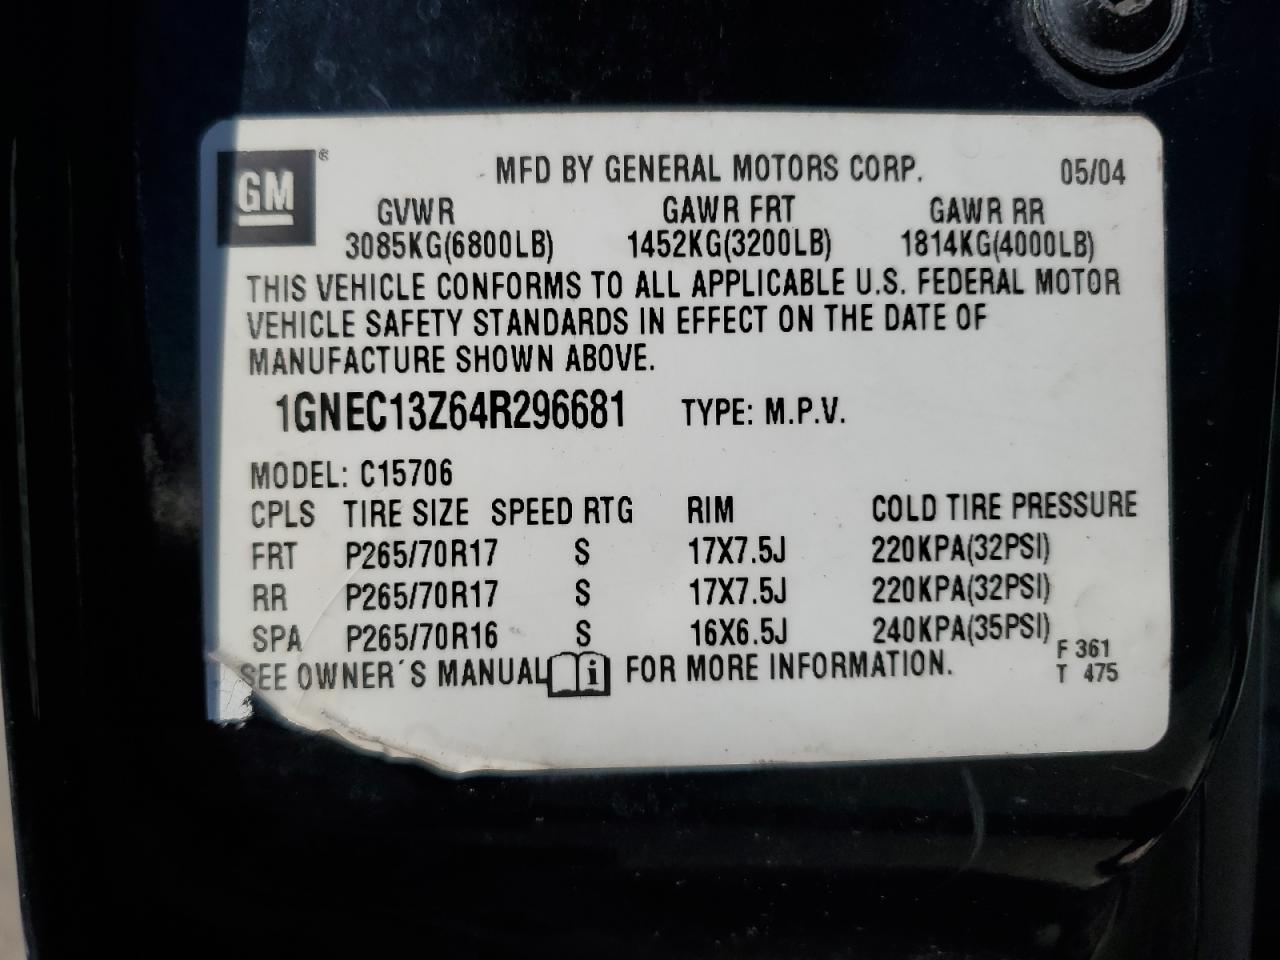 GM ® MFD BY GENERAL MOTORS CORP. 05/04
GVWR GAWR FRT GAWR RR
3085KG(6800LB) 1452KG(3200LB) 1814KG(4000LB)
THIS VEHICLE CONFORMS TO ALL APPLICABLE U.S. FEDERAL MOTOR
VEHICLE SAFETY STANDARDS IN EFFECT ON THE DATE OF
MANUFACTURE SHOWN ABOVE.
1GNEC13Z64R296681 TYPE: M.P.V.
MODEL: C15706
CPLS TIRE SIZE SPEED RTG RIM COLD TIRE PRESSURE
FRT P265/70R17 S 17X7.5J 220KPA(32PSI)
RR P265/70R17 S 17X7.5J 220KPA(32PSI)
SPA P265/70R16 S 16X6.5J 240KPA(35PSI)
SEE OWNER´S MANUAL i FOR MORE INFORMATION.
F 361
T 475